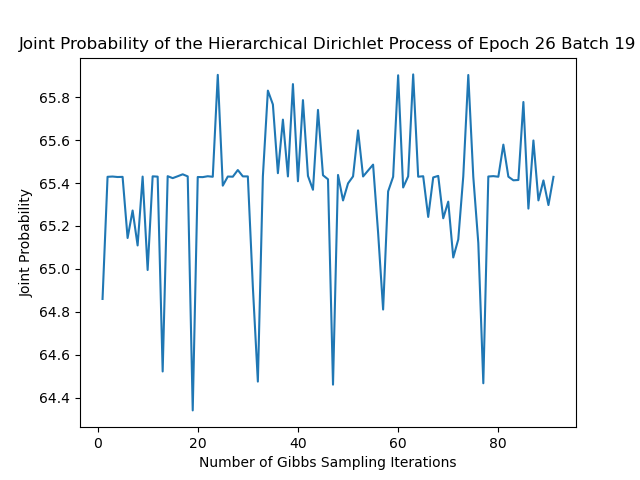 Joint Probability of the Hierarchical Dirichlet Process of Epoch 26 Batch 19
65.8
65.6
65.4
65.2
65.0
64.8
64.6
64.4
Joint Probability
0 20 40 60 80
Number of Gibbs Sampling Iterations